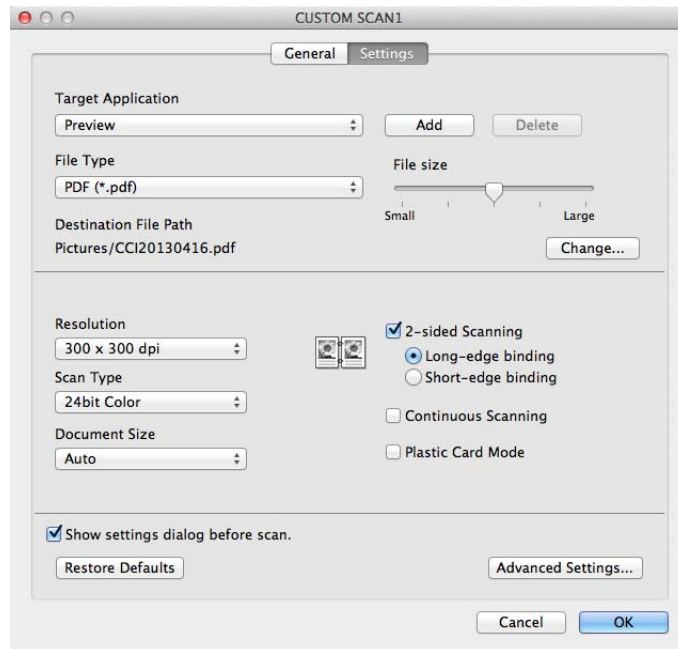 CUSTOM SCAN1
General Settings
Target Application
Preview Add Delete
File Type File size
PDF (*.pdf)
Small Large
Destination File Path
Pictures/CCI20130416.pdf Change...
Resolution
300 x 300 dpi
Scan Type
24bit Color
Document Size
Auto
2-sided Scanning
Long-edge binding
Short-edge binding
Continuous Scanning
Plastic Card Mode
Show settings dialog before scan.
Restore Defaults Advanced Settings...
Cancel OK